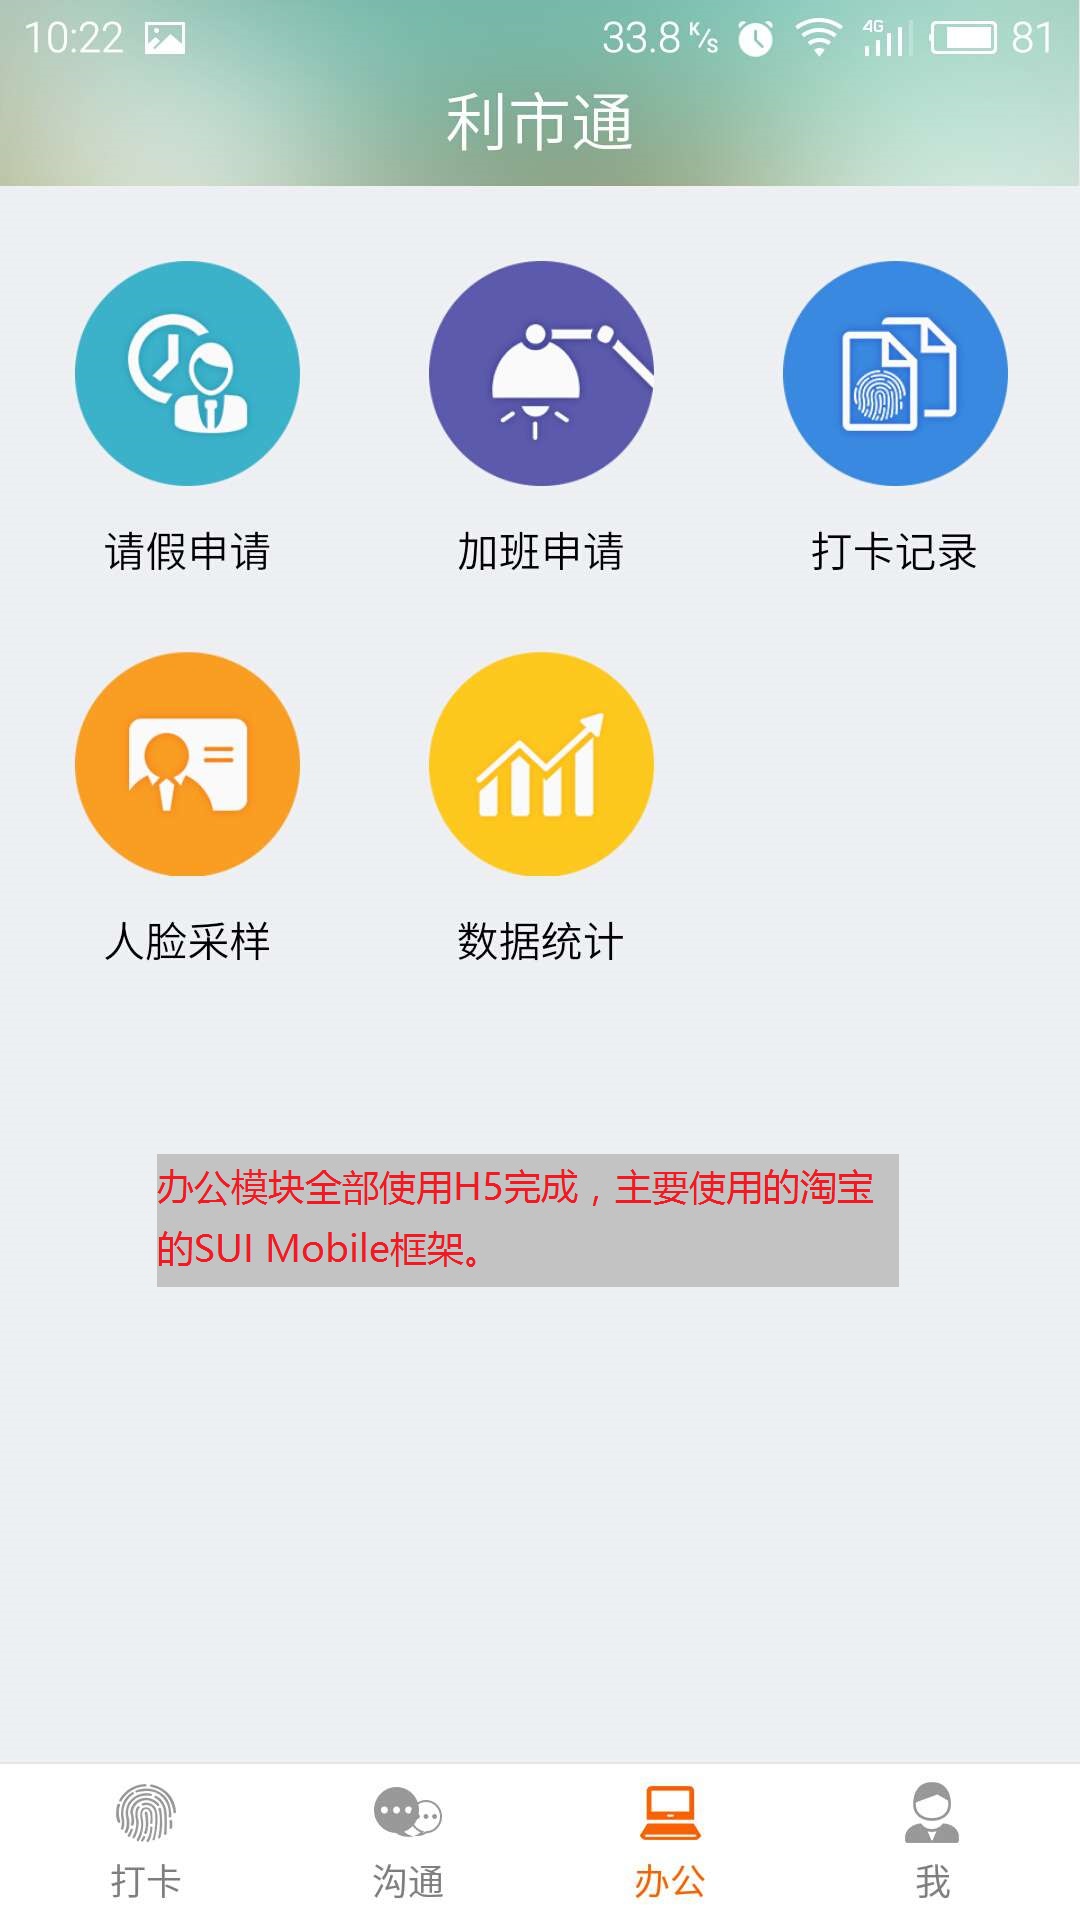 10:22 33.8 K/s 4G 81
利市通
请假申请 加班申请 打卡记录
人脸采样 数据统计
办公模块全部使用H5完成，主要使用的淘宝
的SUI Mobile框架。
打卡 沟通 办公 我